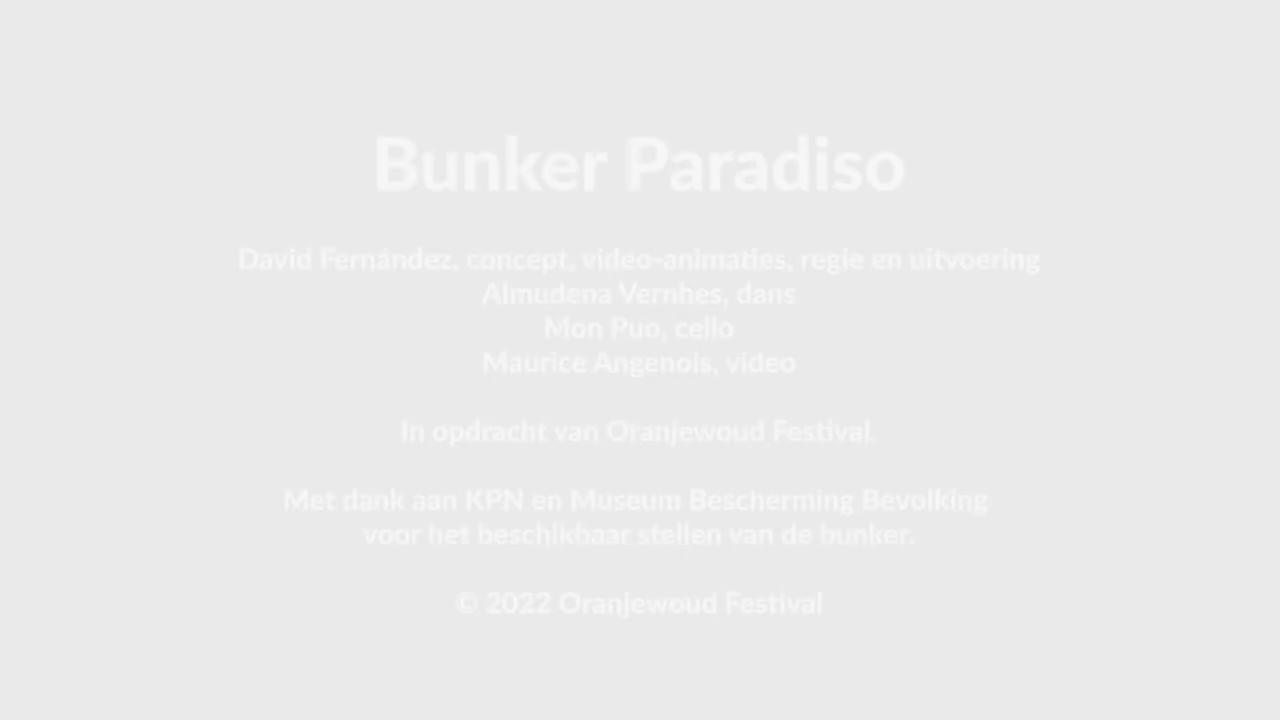 Bunker Paradiso
David Fernández, concept, video-animaties, regie en uitvoering
Almudena Vernhes, dans
Mon Puo, cello
Maurice Angenois, video
In opdracht van Oranjewoud Festival.
Met dank aan KPN en Museum Bescherming Bevolking
voor het beschikbaar stellen van de bunker.
© 2022 Oranjewoud Festival